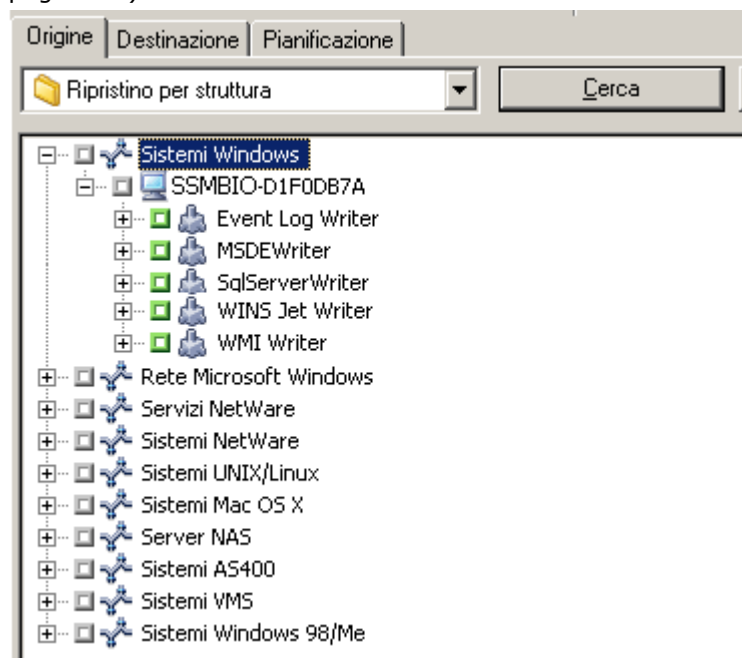 Origine Destinazione Pianificazione
Ripristino per struttura Cerca
Sistemi Windows
SSMBIO-D1F0DB7A
Event Log Writer
MSDEWriter
SqlServerWriter
WINS Jet Writer
WMI Writer
Rete Microsoft Windows
Servizi NetWare
Sistemi NetWare
Sistemi UNIX/Linux
Sistemi Mac OS X
Server NAS
Sistemi AS400
Sistemi VMS
Sistemi Windows 98/Me